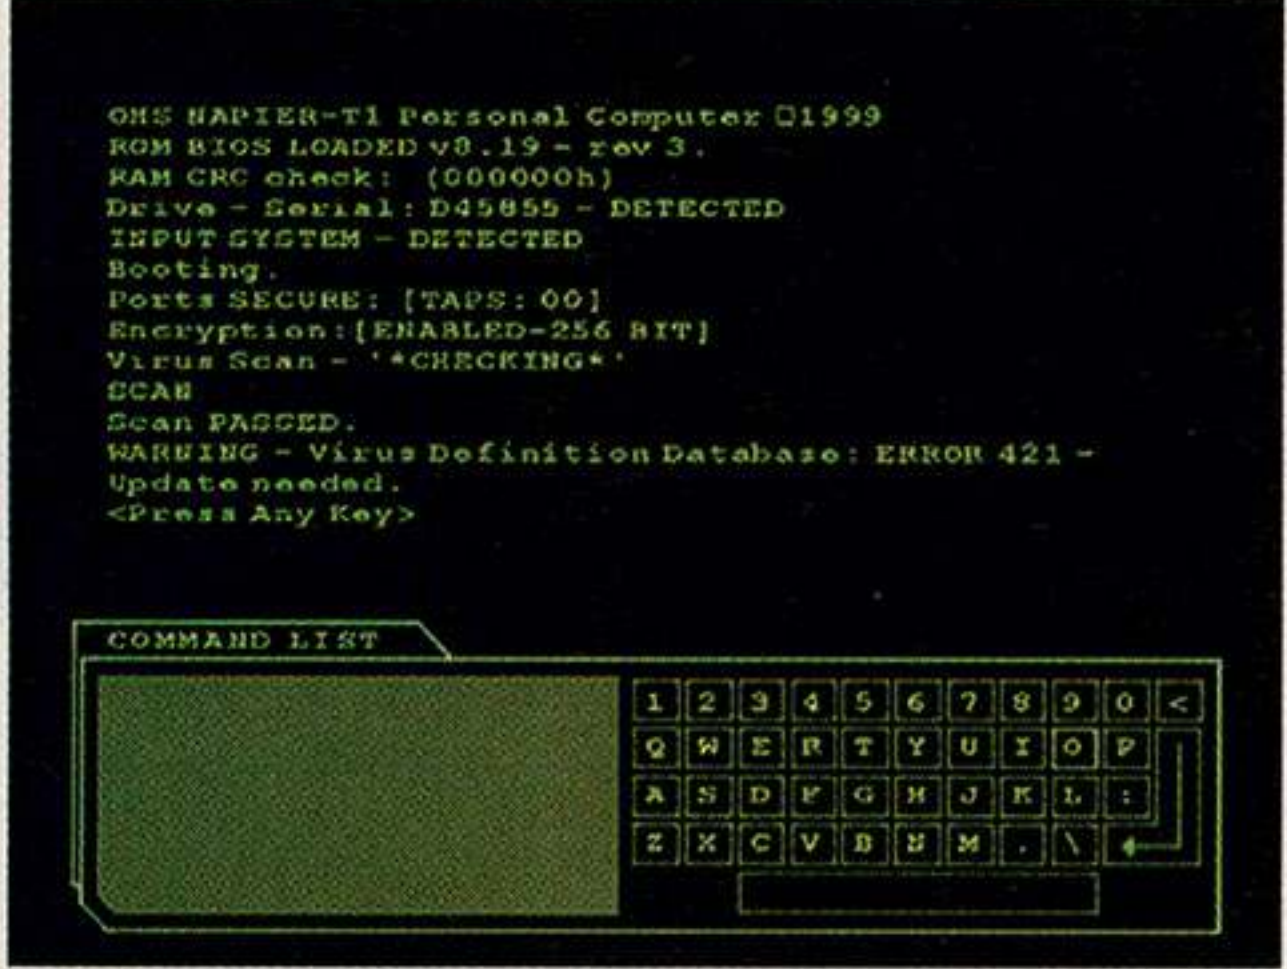 OMS NAPIER-T1 Personal Computer □1999
ROM BIOS LOADED v8.19 - rev 3.
RAM CRC check: (000000h)
Drive - Serial: D45855 - DETECTED
INPUT SYSTEM - DETECTED
Booting.
Ports SECURE: [TAPS: 00]
Encryption:[ENABLED-256 BIT]
Virus Scan - '*CHECKING*'
SCAN
Scan PASSED.
WARNING - Virus Definition Database: ERROR 421 -
Update needed.
<Press Any Key>
COMMAND LIST
1 2 3 4 5 6 7 8 9 0 <
Q W E R T Y U I O P
A S D F G H J K L :
Z X C V B N M . \